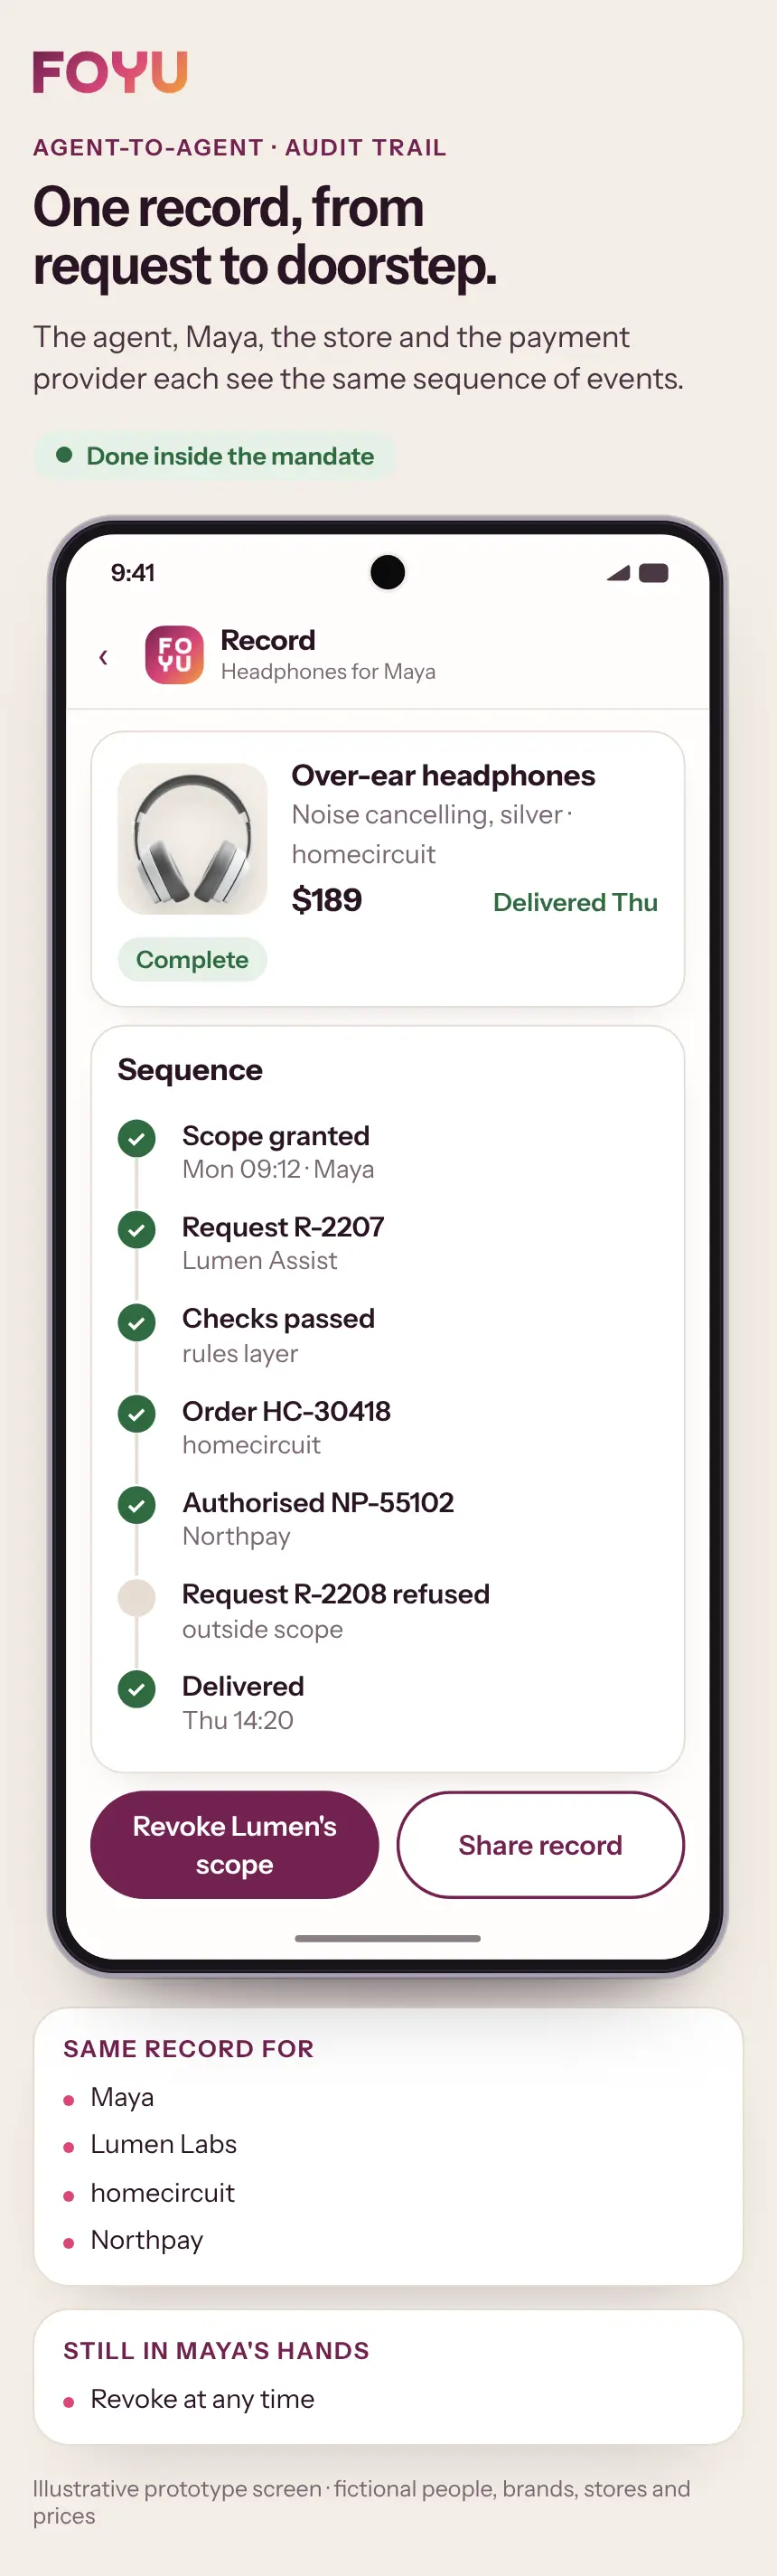 FOYU
AGENT-TO-AGENT · AUDIT TRAIL
One record, from
request to doorstep.
The agent, Maya, the store and the payment
provider each see the same sequence of events.
Done inside the mandate
9:41
FO
YU
Record
Headphones for Maya
Over-ear headphones
Noise cancelling, silver ·
homecircuit
$189
Delivered Thu
Complete
Sequence
Scope granted
Mon 09:12 · Maya
Request R-2207
Lumen Assist
Checks passed
rules layer
Order HC-30418
homecircuit
Authorised NP-55102
Northpay
Request R-2208 refused
outside scope
Delivered
Thu 14:20
Revoke Lumen's
scope
Share record
SAME RECORD FOR
Maya
Lumen Labs
homecircuit
Northpay
STILL IN MAYA'S HANDS
Revoke at any time
Illustrative prototype screen · fictional people, brands, stores and
prices